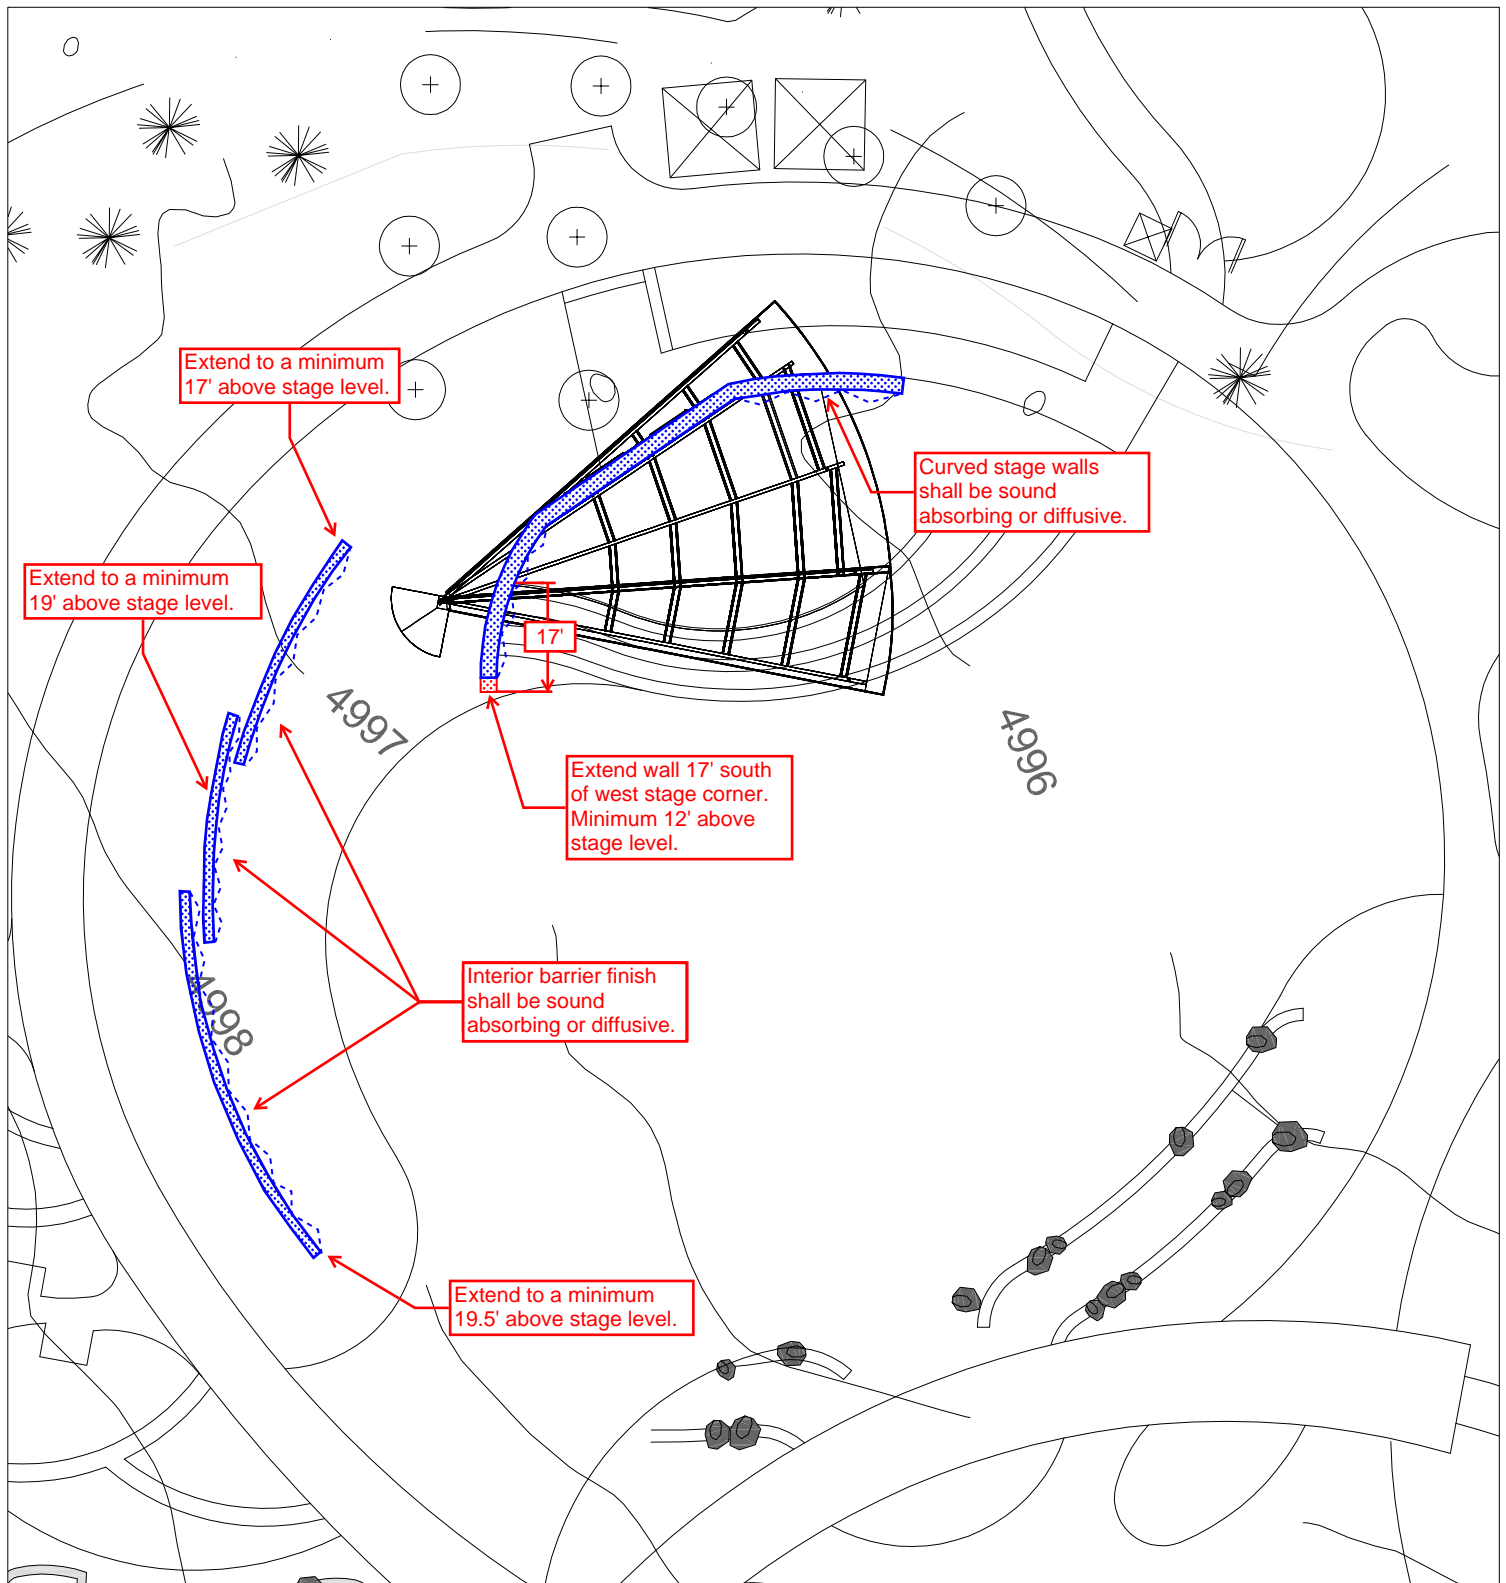 Extend to a minimum
17' above stage level.
Curved stage walls
shall be sound
absorbing or diffusive.
Extend to a minimum
19' above stage level.
17'
4997
4996
Extend wall 17' south
of west stage corner.
Minimum 12' above
stage level.
Interior barrier finish
shall be sound
absorbing or diffusive.
4998
Extend to a minimum
19.5' above stage level.